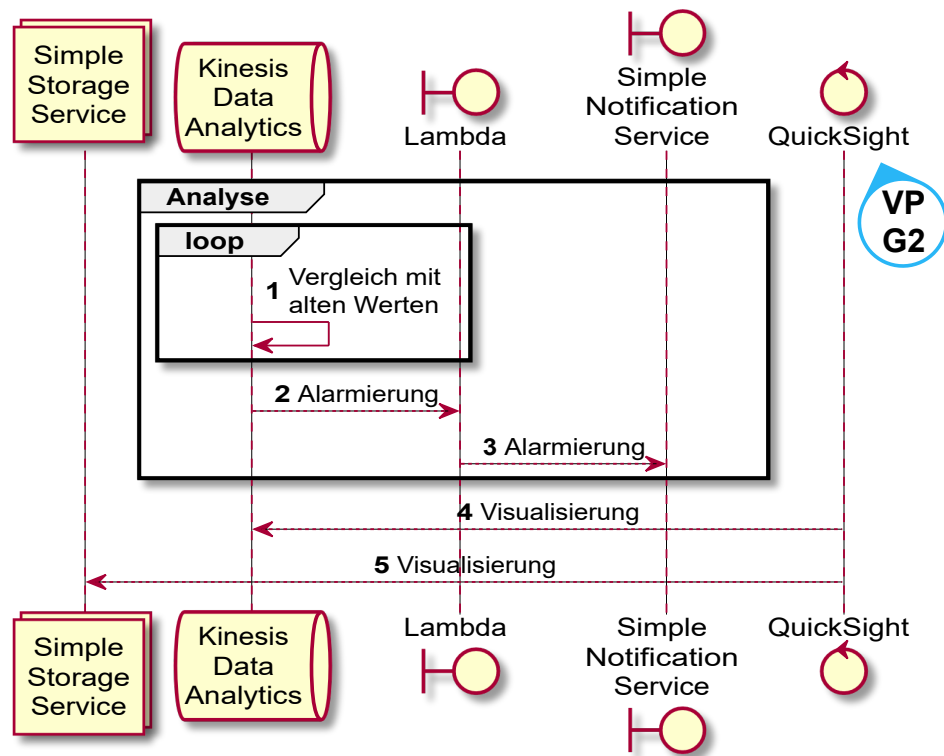 Simple
Storage
Service
Kinesis
Data
Analytics
Lambda
Simple
Notification
Service
QuickSight
VP
G2
Analyse
loop
1 Vergleich mit
alten Werten
2 Alarmierung
3 Alarmierung
4 Visualisierung
5 Visualisierung
Simple
Storage
Service
Kinesis
Data
Analytics
Lambda
Simple
Notification
Service
QuickSight